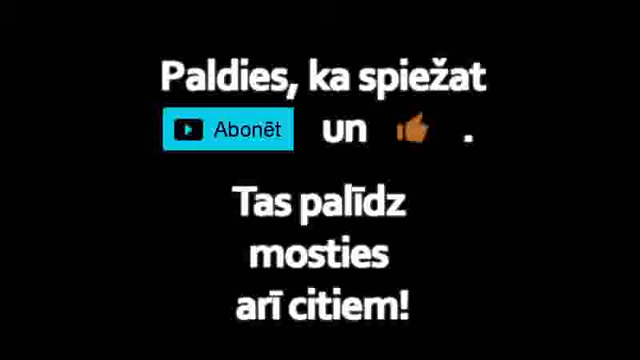 Paldies, ka spiežat
Abonēt un .
Tas palīdz
mosties
arī citiem!